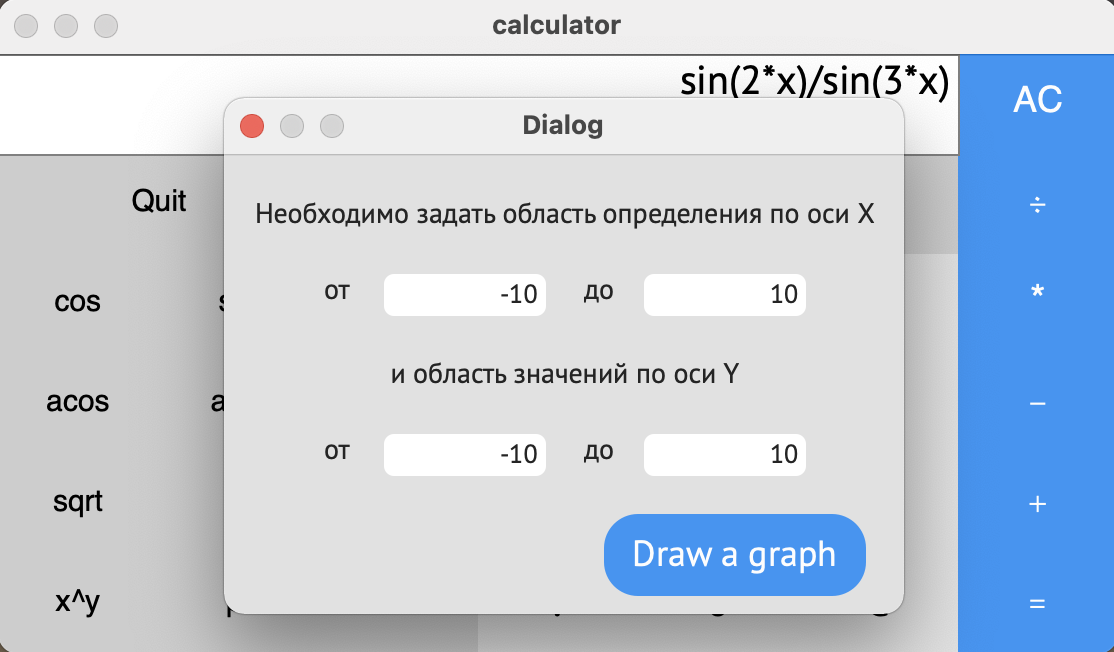 calculator
sin(2*x)/sin(3*x)
AC
Dialog
Quit
÷
Необходимо задать область определения по оси X
cos
от -10 до 10
*
и область значений по оси Y
acos
−
от -10 до 10
sqrt
+
Draw a graph
x^y
=